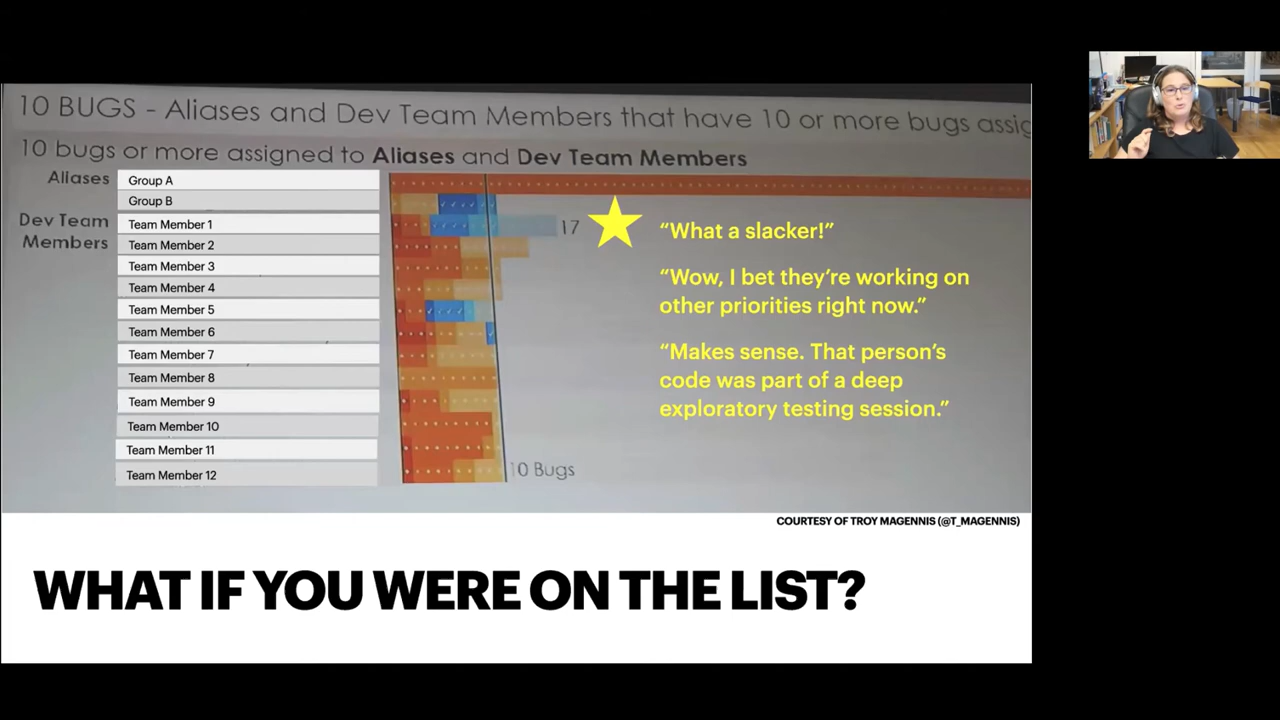 10 BUGS - Aliases and Dev Team Members that have 10 or more bugs assig
10 bugs or more assigned to Aliases and Dev Team Members
Aliases
Group A
Group B
Dev Team
Members
Team Member 1
Team Member 2
Team Member 3
Team Member 4
Team Member 5
Team Member 6
Team Member 7
Team Member 8
Team Member 9
Team Member 10
Team Member 11
Team Member 12
17
10 Bugs
“What a slacker!”
“Wow, I bet they’re working on
other priorities right now.”
“Makes sense. That person’s
code was part of a deep
exploratory testing session.”
COURTESY OF TROY MAGENNIS (@T_MAGENNIS)
WHAT IF YOU WERE ON THE LIST?